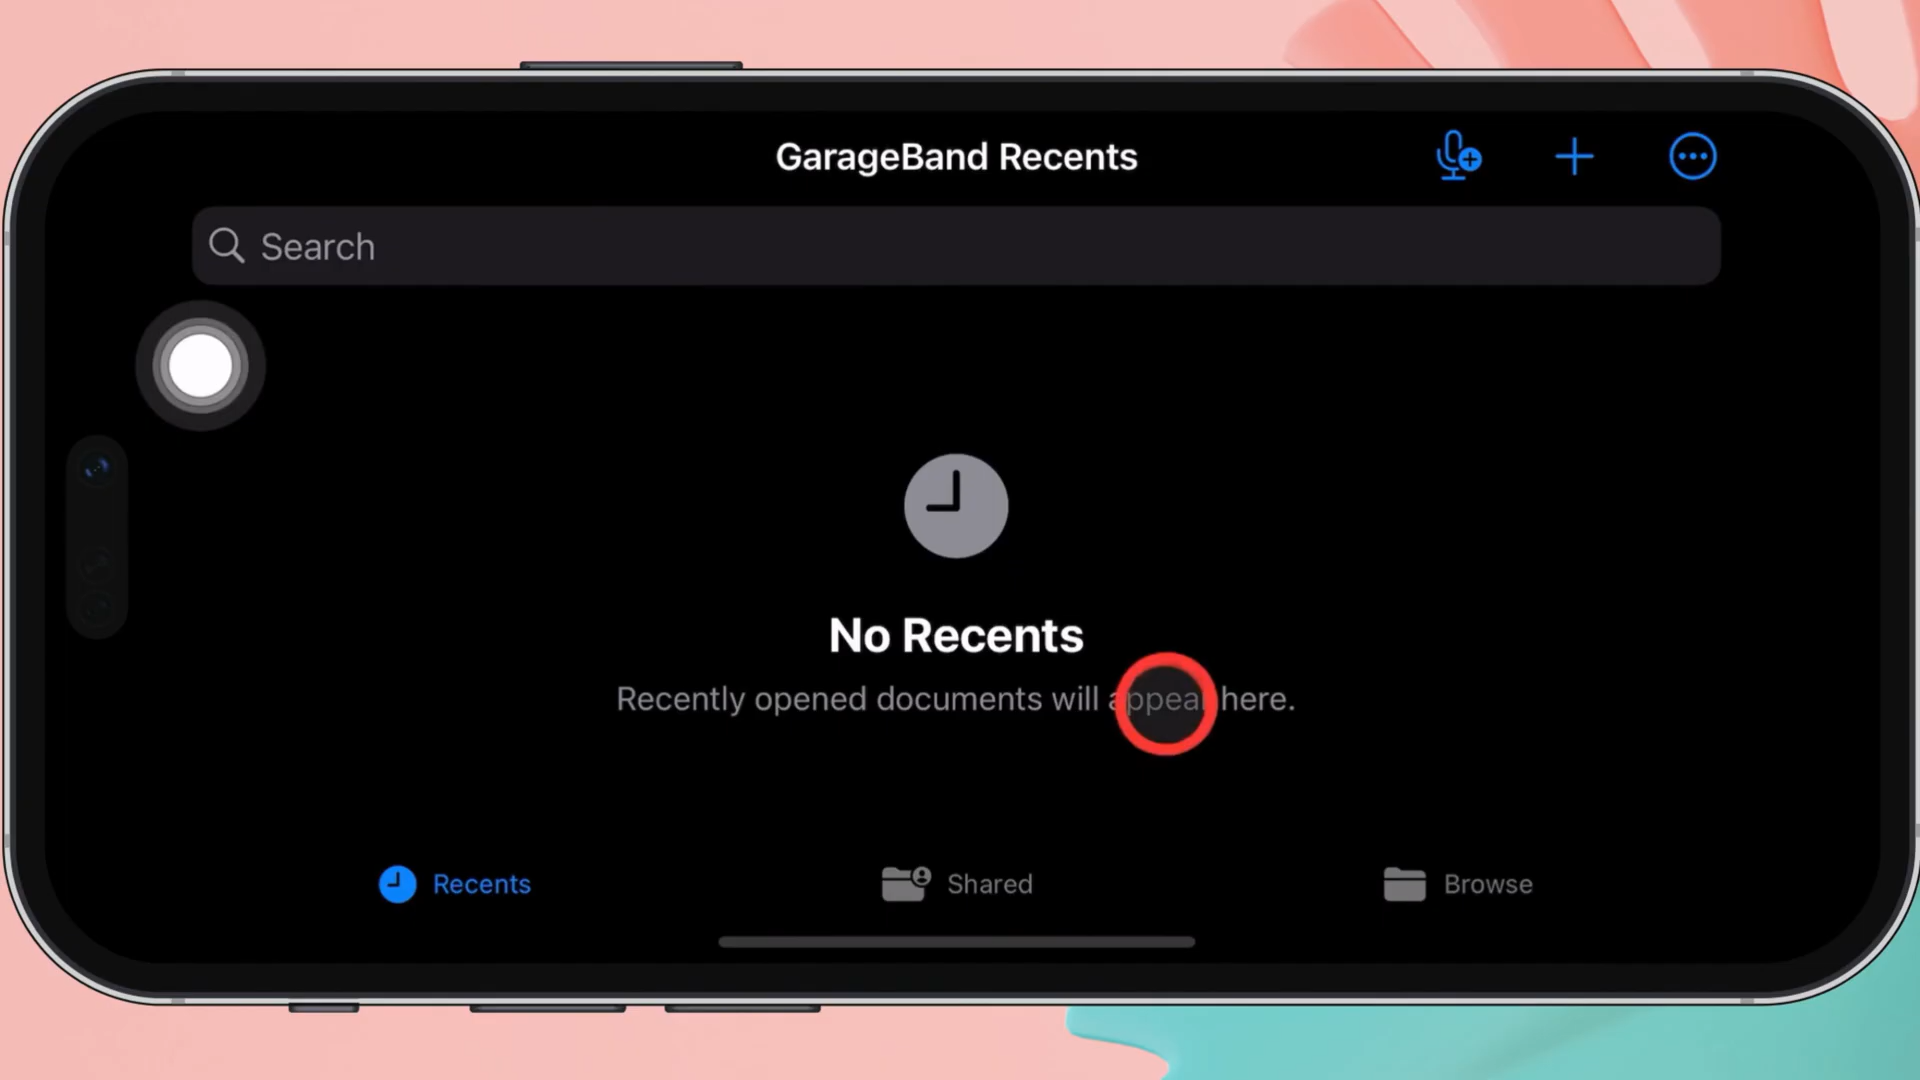 GarageBand Recents
Search
No Recents
Recently opened documents will appear here.
Recents
Shared
Browse